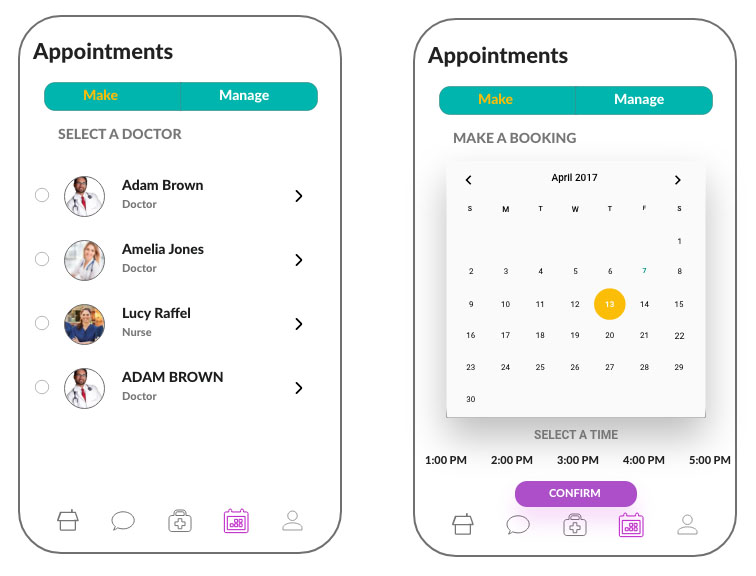 Appointments
Make Manage
SELECT A DOCTOR
Adam Brown
Doctor
Amelia Jones
Doctor
Lucy Raffel
Nurse
ADAM BROWN
Doctor
Appointments
Make Manage
MAKE A BOOKING
April 2017
S M T W T F S
1
2 3 4 5 6 7 8
9 10 11 12 13 14 15
16 17 18 19 20 21 22
23 24 25 26 27 28 29
30
SELECT A TIME
1:00 PM 2:00 PM 3:00 PM 4:00 PM 5:00 PM
CONFIRM